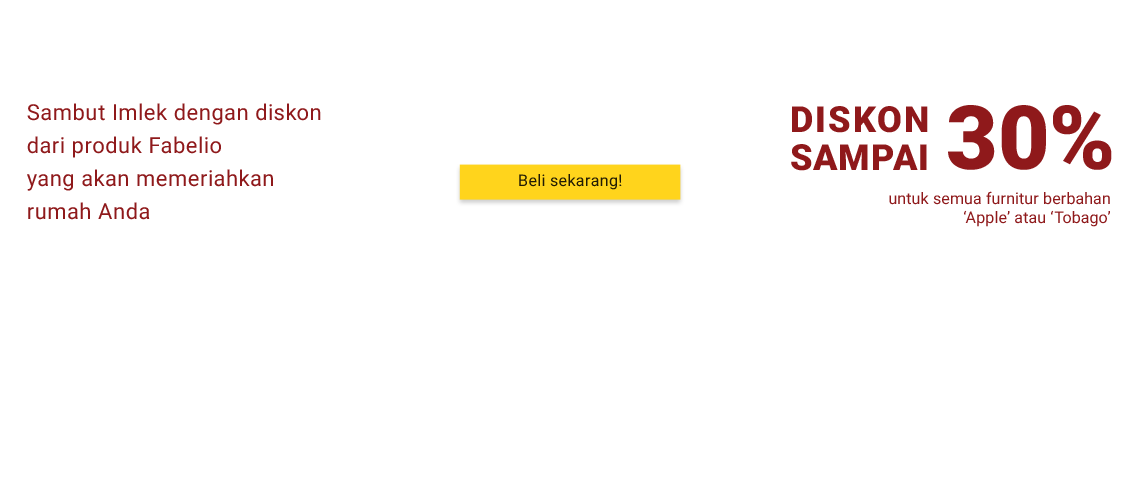 Sambut Imlek dengan diskon
dari produk Fabelio
yang akan memeriahkan
rumah Anda
Beli sekarang!
DISKON
SAMPAI
30%
untuk semua furnitur berbahan
‘Apple’ atau ‘Tobago’